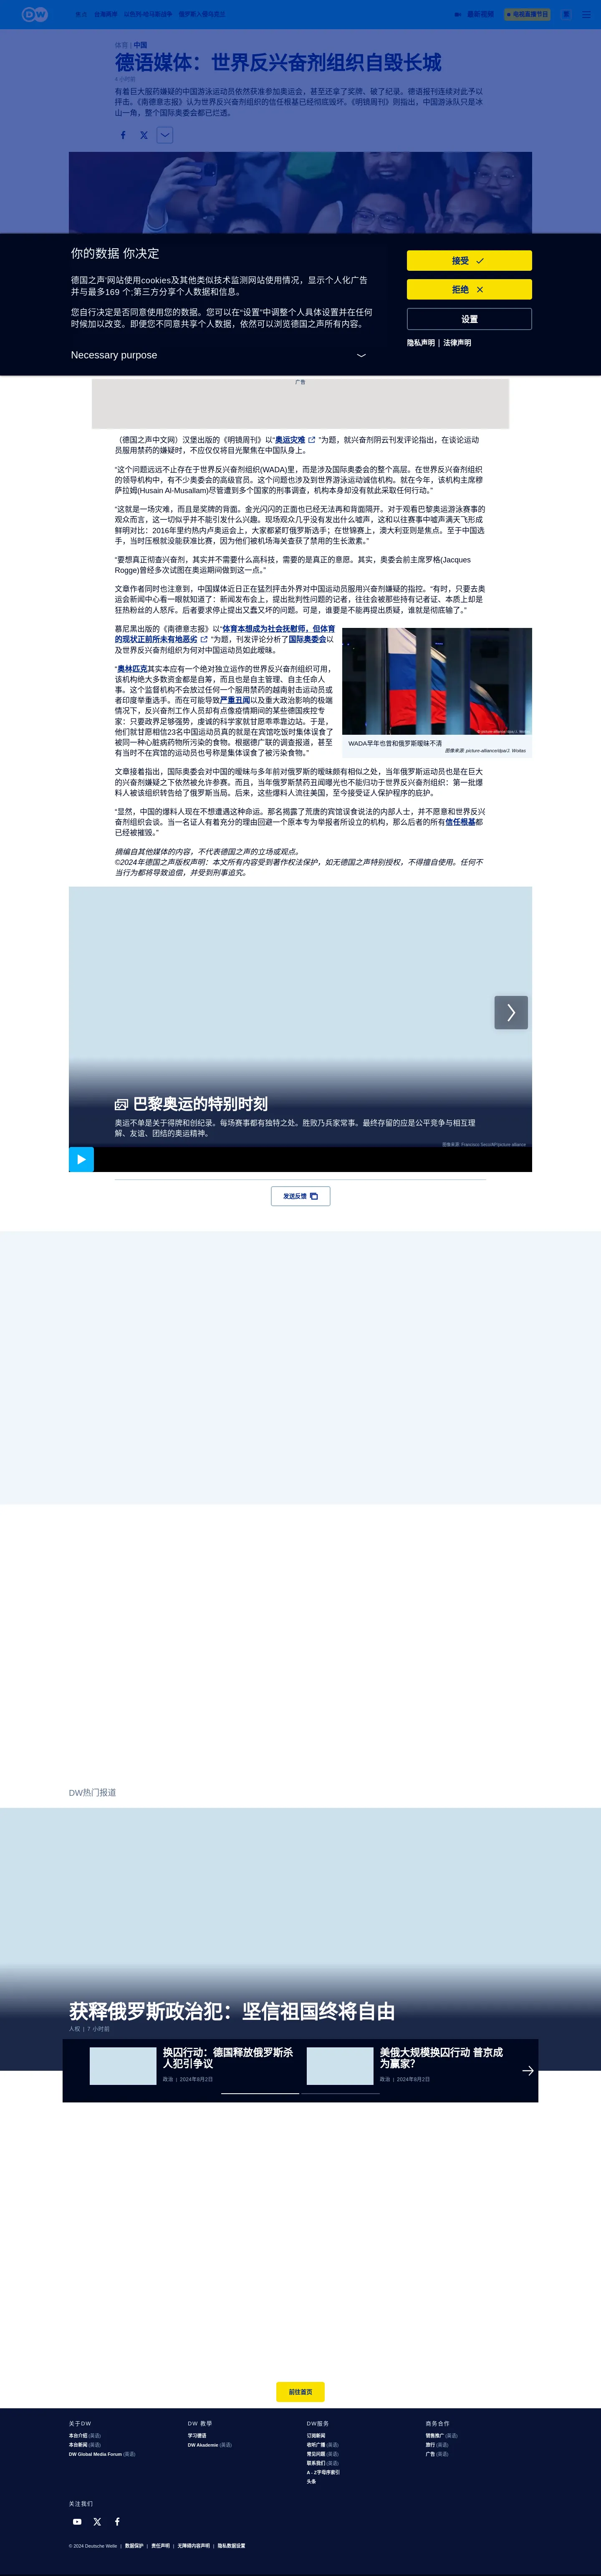 焦点 台海两岸 以色列-哈马斯战争 俄罗斯入侵乌克兰
最新视频
电视直播节目
体育 | 中国
德语媒体：世界反兴奋剂组织自毁长城
有着巨大服药嫌疑的中国游泳运动员依然获准参加奥运会，甚至还拿了奖牌、破了纪录。德语报刊连续对此予以
抨击。《南德意志报》认为世界反兴奋剂组织的信任根基已经彻底毁坏。《明镜周刊》则指出，中国游泳队只是冰
山一角，整个国际奥委会都已烂透。
你的数据 你决定
德国之声'网站使用cookies及其他类似技术监测网站使用情况，显示个人化广告
并与最多169 个;第三方分享个人数据和信息。
您自行决定是否同意使用您的数据。您可以在“设置”中调整个人具体设置并在任何
时候加以改变。即便您不同意共享个人数据，依然可以浏览德国之声所有内容。
Necessary purpose
接受
拒绝
设置
隐私声明 | 法律声明
广告
（德国之声中文网）汉堡出版的《明镜周刊》以“奥运灾难 ”为题，就兴奋剂阴云刊发评论指出，在谈论运动
员服用禁药的嫌疑时，不应仅仅将目光聚焦在中国队身上。
“这个问题远远不止存在于世界反兴奋剂组织(WADA)里，而是涉及国际奥委会的整个高层。在世界反兴奋剂组织
的领导机构中，有不少奥委会的高级官员。这个问题也涉及到世界游泳运动诚信机构。就在今年，该机构主席穆
萨拉姆(Husain Al-Musallam)尽管遭到多个国家的刑事调查，机构本身却没有就此采取任何行动。”
“这就是一场灾难，而且是奖牌的背面。金光闪闪的正面也已经无法再和背面隔开。对于观看巴黎奥运游泳赛事的
观众而言，这一切似乎并不能引发什么兴趣。现场观众几乎没有发出什么嘘声，这和以往赛事中嘘声满天飞形成
鲜明对比：2016年里约热内卢奥运会上，大家都紧盯俄罗斯选手；在世锦赛上，澳大利亚则是焦点。至于中国选
手，当时压根就没能获准比赛，因为他们被机场海关查获了禁用的生长激素。”
“要想真正彻查兴奋剂，其实并不需要什么高科技，需要的是真正的意愿。其实，奥委会前主席罗格(Jacques
Rogge)曾经多次试图在奥运期间做到这一点。”
文章作者同时也注意到，中国媒体近日正在猛烈抨击外界对中国运动员服用兴奋剂嫌疑的指控。“有时，只要去奥
运会新闻中心看一眼就知道了：新闻发布会上，提出批判性问题的记者，往往会被那些支持本国运动员却是过度
狂热粉丝的人怒斥。后者要求停止提出又蠢又坏的问题。可是，谁要是不能再提出质疑，谁就是彻底输了。”
慕尼黑出版的《南德意志报》以“体育本想成为社会抚慰师，但体育
的现状正前所未有地恶劣 ”为题，刊发评论分析了国际奥委会以
及世界反兴奋剂组织为何对中国运动员如此暧昧。
WADA早年也曾和俄罗斯暧昧不清
图像来源: picture-alliance/dpa/J. Woitas
“奥林匹克其实本应有一个绝对独立运作的世界反兴奋剂组织可用，
该机构绝大多数资金都是自筹，而且也是自主管理、自主任命人
事。这个监督机构不会放过任何一个服用禁药的越南射击运动员或
者印度举重选手。而在可能导致严重丑闻以及重大政治影响的极端
情况下，反兴奋剂工作人员却有点像疫情期间的某些德国疾控专
家：只要政界足够强势，虔诚的科学家就甘愿乖乖靠边站。于是，
他们就甘愿相信23名中国运动员真的就是在宾馆吃饭时集体误食了
被同一种心脏病药物所污染的食物。根据德广联的调查报道，甚至
有当时不在宾馆的运动员也号称是集体误食了被污染食物。”
文章接着指出，国际奥委会对中国的暧昧与多年前对俄罗斯的暧昧颇有相似之处，当年俄罗斯运动员也是在巨大
的兴奋剂嫌疑之下依然被允许参赛。而且，当年俄罗斯禁药丑闻曝光也不能归功于世界反兴奋剂组织：第一批爆
料人被该组织转告给了俄罗斯当局。后来，这些爆料人流往美国，至今接受证人保护程序的庇护。
“显然，中国的爆料人现在不想遭遇这种命运。那名揭露了荒唐的宾馆误食说法的内部人士，并不愿意和世界反兴
奋剂组织会谈。当一名证人有着充分的理由回避一个原本专为举报者所设立的机构，那么后者的所有信任根基都
已经被摧毁。”
摘编自其他媒体的内容，不代表德国之声的立场或观点。
©2024年德国之声版权声明：本文所有内容受到著作权法保护，如无德国之声特别授权，不得擅自使用。任何不
当行为都将导致追偿，并受到刑事追究。
巴黎奥运的特别时刻
奥运不单是关于得牌和创纪录。每场赛事都有独特之处。胜败乃兵家常事。最终存留的应是公平竞争与相互理
解、友谊、团结的奥运精神。
图像来源: Francisco Seco/AP/picture alliance
发送反馈
DW热门报道
获释俄罗斯政治犯：坚信祖国终将自由
人权 | 7 小时前
换囚行动：德国释放俄罗斯杀
人犯引争议
政治 | 2024年8月2日
美俄大规模换囚行动 普京成
为赢家？
政治 | 2024年8月2日
前往首页
关于DW
本台介绍 (英语)
本台新闻 (英语)
DW Global Media Forum (英语)
DW 教學
学习德语
DW Akademie (英语)
DW服务
订阅新闻
收听广播 (英语)
常见问题 (英语)
联系我们 (英语)
A - Z字母序索引
头条
商务合作
销售推广 (英语)
旅行 (英语)
广告 (英语)
关注我们
© 2024 Deutsche Welle | 数据保护 | 责任声明 | 无障碍内容声明 | 隐私数据设置